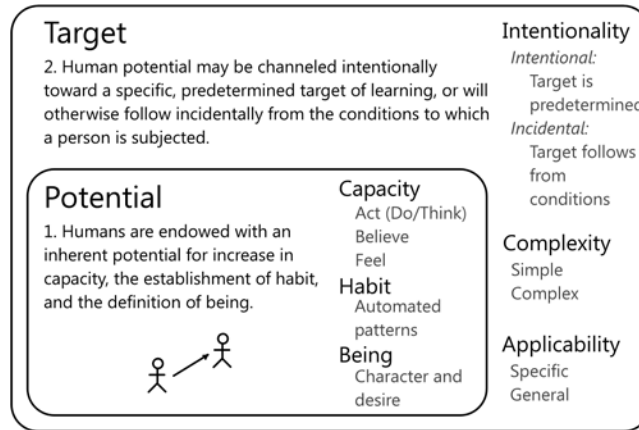 Target
2. Human potential may be channeled intentionally
toward a specific, predetermined target of learning, or will
otherwise follow incidentally from the conditions to which
a person is subjected.
Potential
1. Humans are endowed with an
inherent potential for increase in
capacity, the establishment of habit,
and the definition of being.
Capacity
Act (Do/Think)
Believe
Feel
Habit
Automated
patterns
Being
Character and
desire
Intentionality
Intentional:
Target is
predetermined
Incidental:
Target follows
from
conditions
Complexity
Simple
Complex
Applicability
Specific
General